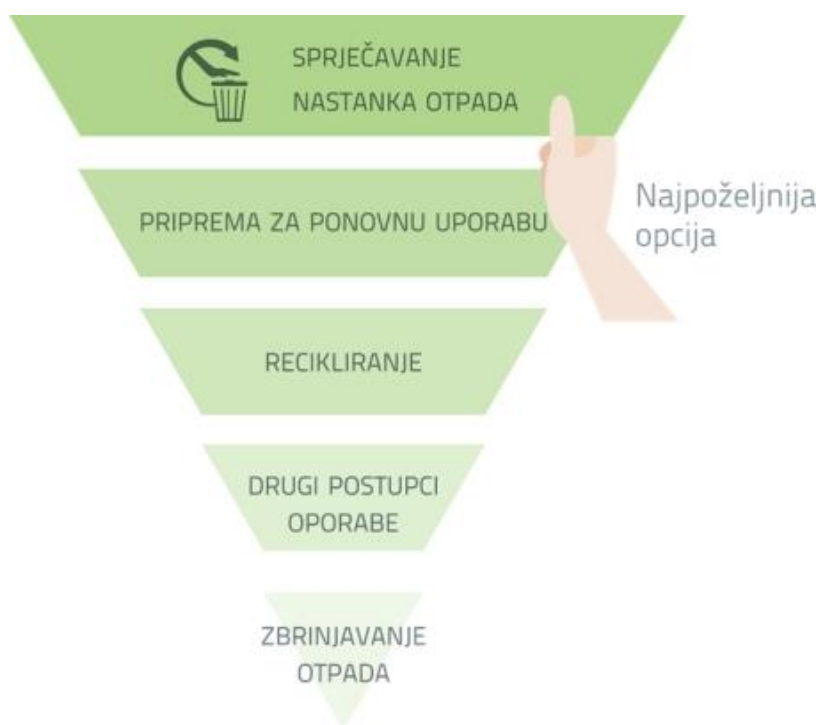 SPRJEČAVANJE
NASTANKA OTPADA
PRIPREMA ZA PONOVNU UPORABU
Najpoželjnija
opcija
RECIKLIRANJE
DRUGI POSTUPCI
OPORABE
ZBRINJAVANJE
OTPADA